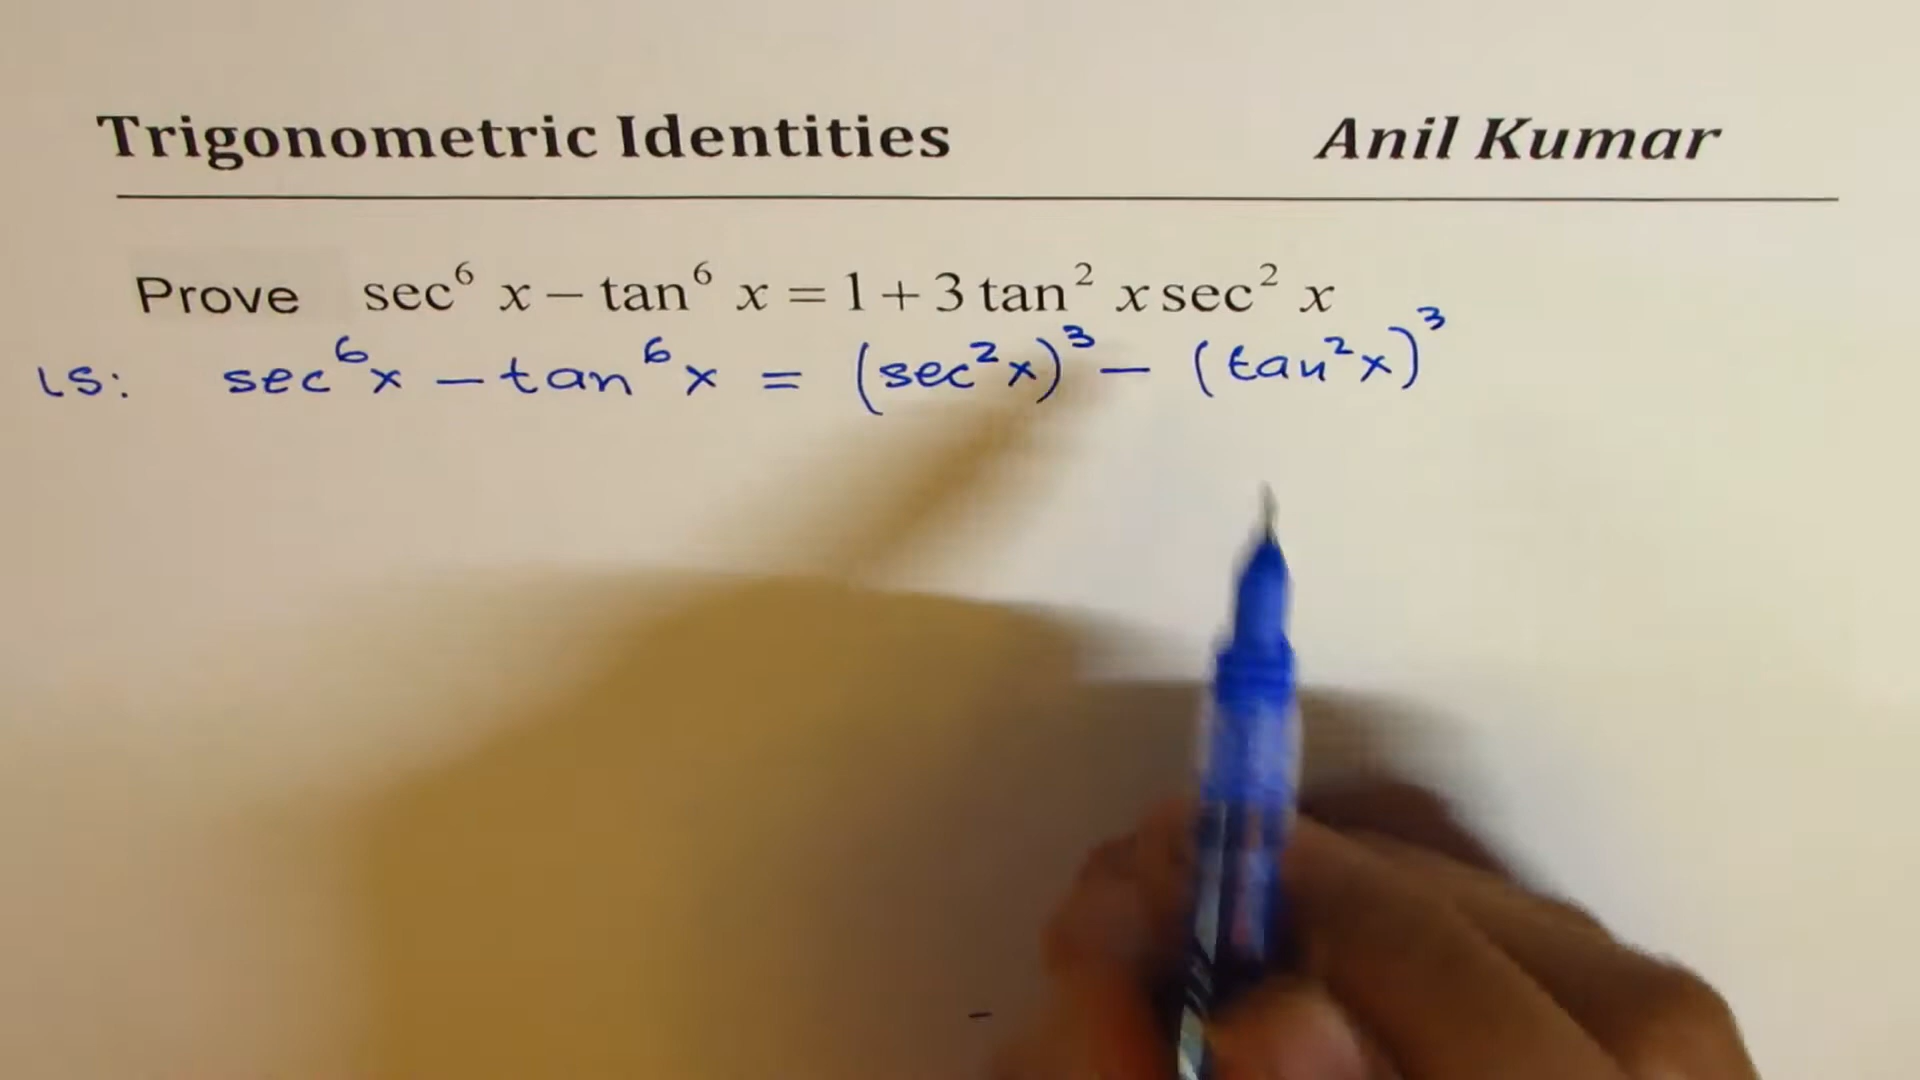 Trigonometric Identities Anil Kumar
Prove sec⁶ x − tan⁶ x = 1 + 3 tan² x sec² x
LS: sec⁶x − tan⁶x = (sec²x)³ − (tan²x)³